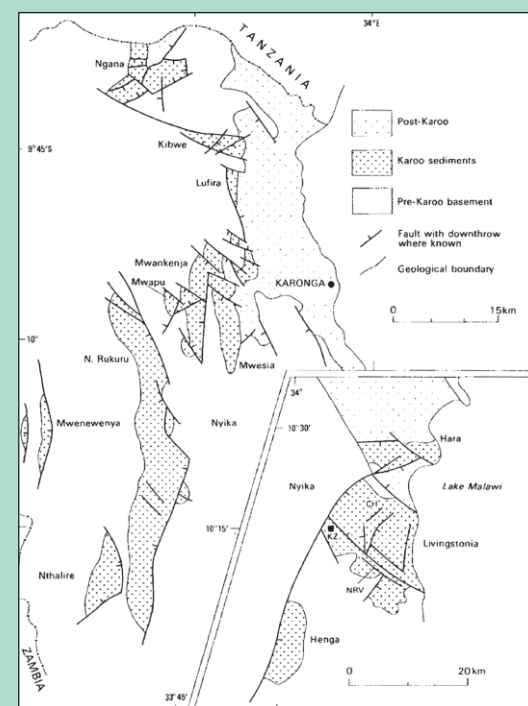 34°E
TANZANIA
Ngana
9°45'S
Kibwe
Lufira
Post-Karoo
Karoo sediments
Pre-Karoo basement
Fault with downthrow
where known
Geological boundary
0 15km
Mwankenja
Mwapu
KARONGA
10°
N. Rukuru
Mwesia
34°
10°30'
Mwenewenya
Nyika
Hara
Nyika
Lake Malawi
CH
10°15'
KZ
Livingstonia
Nthalire
NRV
Henga
ZAMBIA
0 20km
33°45'